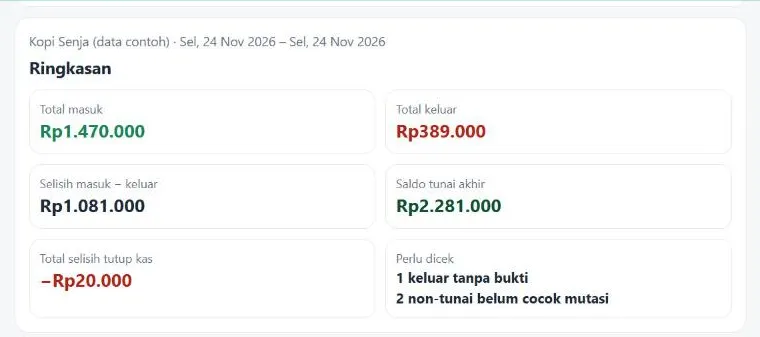 Kopi Senja (data contoh) · Sel, 24 Nov 2026 – Sel, 24 Nov 2026
Ringkasan
Total masuk
Rp1.470.000
Total keluar
Rp389.000
Selisih masuk − keluar
Rp1.081.000
Saldo tunai akhir
Rp2.281.000
Total selisih tutup kas
−Rp20.000
Perlu dicek
1 keluar tanpa bukti
2 non-tunai belum cocok mutasi